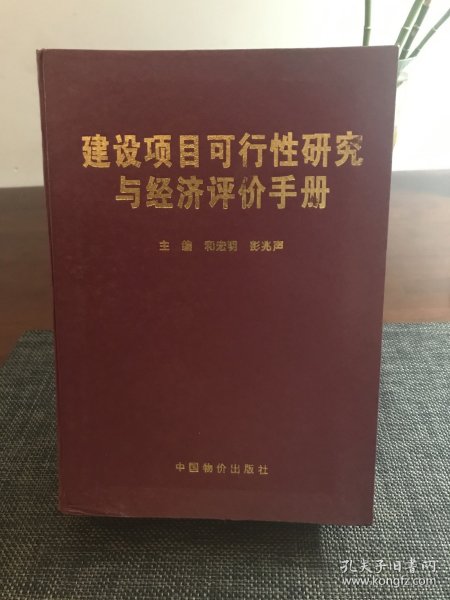 建设项目可行性研究
与经济评价手册
主编 和宏明 彭兆声
中国物价出版社
孔夫子旧书网
www.kongfz.com